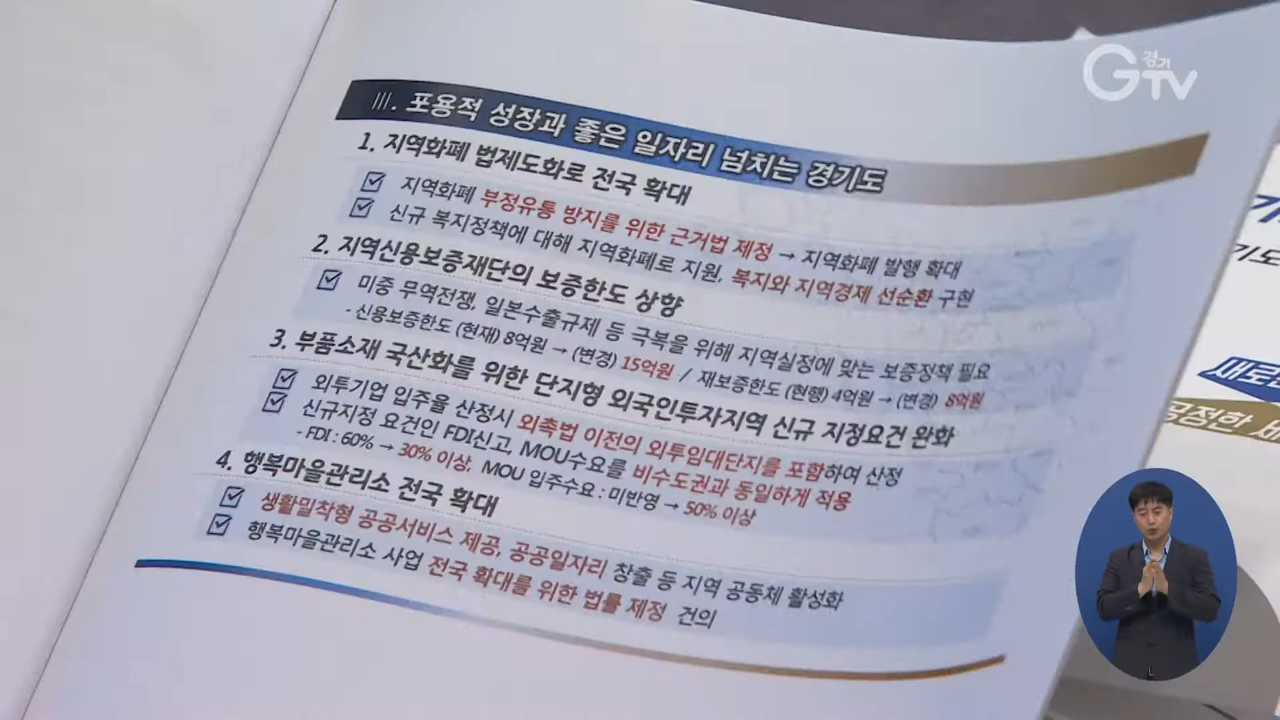 경기
GTV
III. 포용적 성장과 좋은 일자리 넘치는 경기도
1. 지역화폐 법제도화로 전국 확대
지역화폐 부정유통 방지를 위한 근거법 제정 → 지역화폐 발행 확대
신규 복지정책에 대해 지역화폐로 지원, 복지와 지역경제 선순환 구현
2. 지역신용보증재단의 보증한도 상향
미중 무역전쟁, 일본수출규제 등 극복을 위해 지역실정에 맞는 보증정책 필요
- 신용보증한도 (현재) 8억원 → (변경) 15억원 / 재보증한도 (현행) 4억원 → (변경) 8억원
3. 부품소재 국산화를 위한 단지형 외국인투자지역 신규 지정요건 완화
외투기업 입주율 산정시 외촉법 이전의 외투임대단지를 포함하여 산정
신규지정 요건인 FDI신고, MOU수요를 비수도권과 동일하게 적용
- FDI : 60% → 30% 이상, MOU 입주수요 : 미반영 → 50% 이상
4. 행복마을관리소 전국 확대
생활밀착형 공공서비스 제공, 공공일자리 창출 등 지역 공동체 활성화
행복마을관리소 사업 전국 확대를 위한 법률 제정 건의
기도
새로운
공정한 세